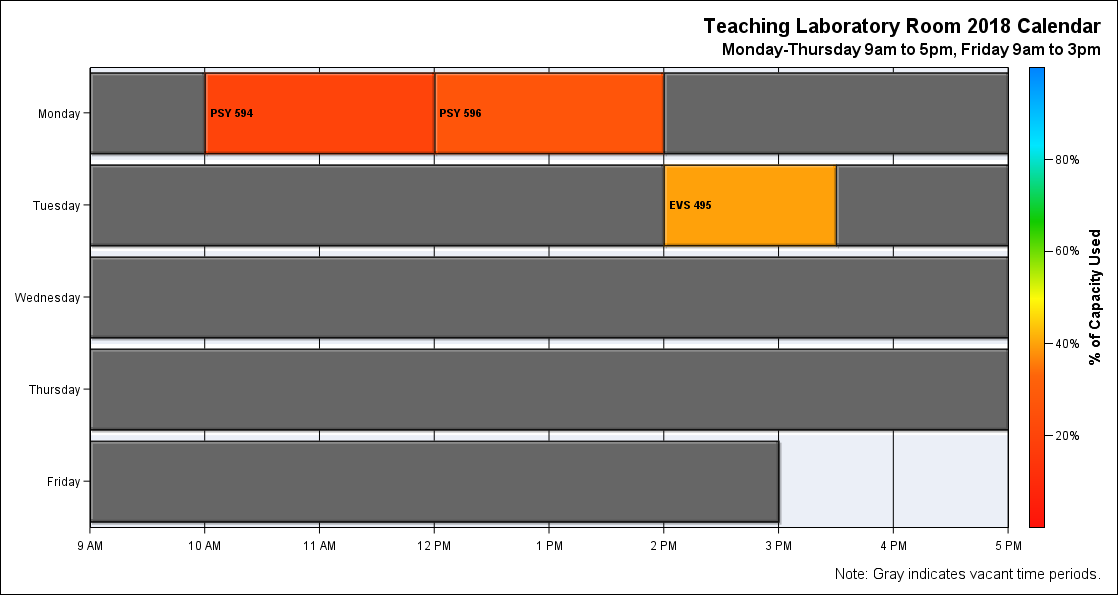 Teaching Laboratory Room 2018 Calendar
Monday-Thursday 9am to 5pm, Friday 9am to 3pm
Monday
PSY 594
PSY 596
Tuesday
EVS 495
Wednesday
Thursday
Friday
9 AM
10 AM
11 AM
12 PM
1 PM
2 PM
3 PM
4 PM
5 PM
80%
60%
40%
20%
% of Capacity Used
Note: Gray indicates vacant time periods.